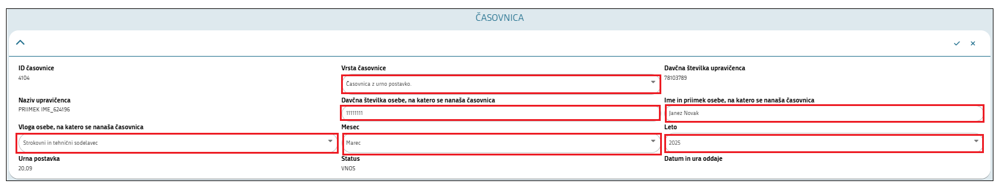 ČASOVNICA
ID časovnice
4104
Vrsta časovnice
Časovnica z urno postavko.
Davčna številka upravičenca
78103789
Naziv upravičenca
PRIIMEK IME_624196
Davčna številka osebe, na katero se nanaša časovnica
11111111
Ime in priimek osebe, na katero se nanaša časovnica
Janez Novak
Vloga osebe, na katero se nanaša časovnica
Strokovni in tehnični sodelavec
Mesec
Marec
Leto
2025
Urna postavka
20,09
Status
VNOS
Datum in ura oddaje